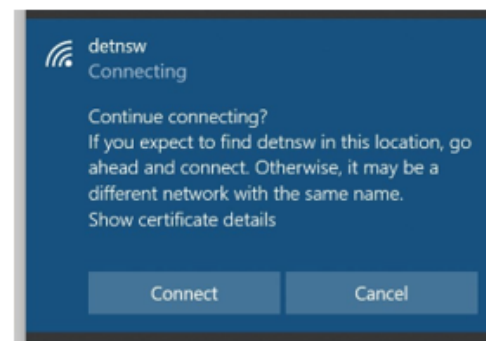 detnsw
Connecting
Continue connecting?
If you expect to find detnsw in this location, go
ahead and connect. Otherwise, it may be a
different network with the same name.
Show certificate details
Connect
Cancel